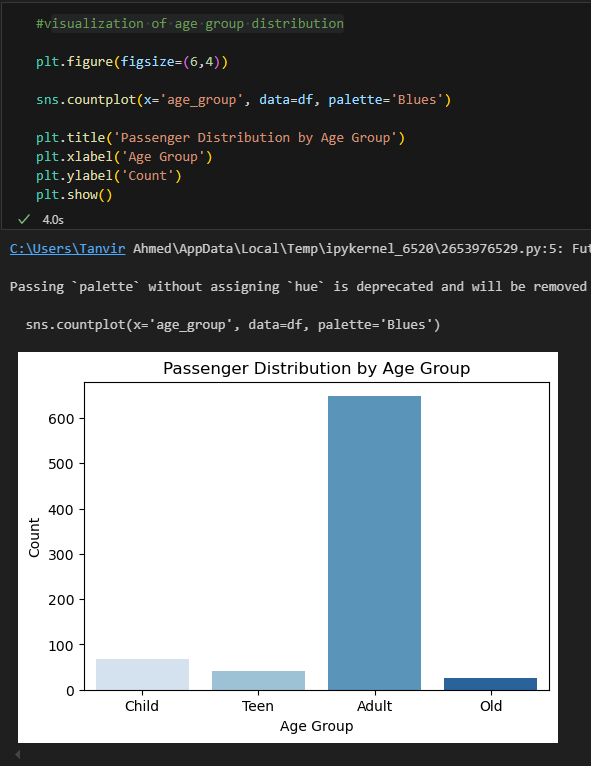 #visualization of age group distribution
plt.figure(figsize=(6,4))
sns.countplot(x='age_group', data=df, palette='Blues')
plt.title('Passenger Distribution by Age Group')
plt.xlabel('Age Group')
plt.ylabel('Count')
plt.show()
4.0s
C:\Users\Tanvir Ahmed\AppData\Local\Temp\ipykernel_6520\2653976529.py:5: Fut
Passing `palette` without assigning `hue` is deprecated and will be removed
sns.countplot(x='age_group', data=df, palette='Blues')
Passenger Distribution by Age Group
600
500
400
300
200
100
0
Count
Child Teen Adult Old
Age Group